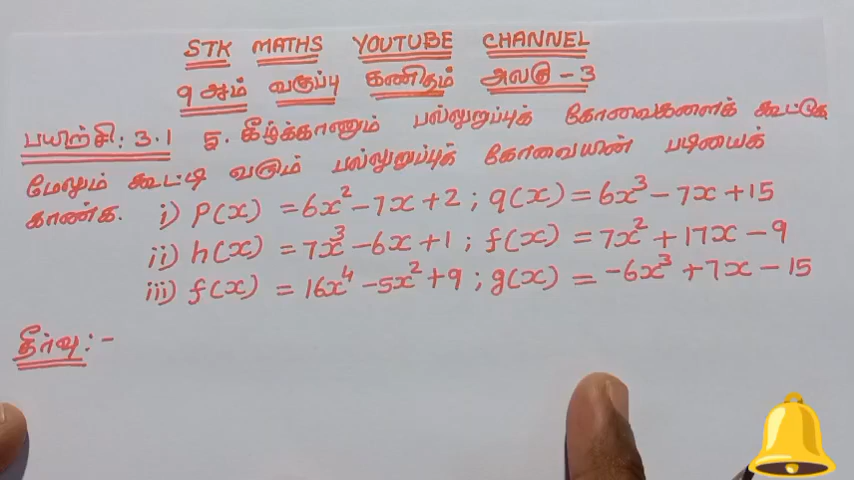 STK MATHS YOUTUBE CHANNEL
9 ஆம் வகுப்பு கணிதம் அலகு - 3
பயிற்சி: 3.1 5. கீழ்க்காணும் பல்லுறுப்புக் கோவைகளைக் கூட்டுக
மேலும் கூட்டி வரும் பல்லுறுப்புக் கோவையின் படியைக்
காண்க. i) P(x) = 6x² - 7x + 2 ; q(x) = 6x³ - 7x + 15
ii) h(x) = 7x³ - 6x + 1 ; f(x) = 7x² + 17x - 9
iii) f(x) = 16x⁴ - 5x² + 9 ; g(x) = -6x³ + 7x - 15
தீர்வு :-